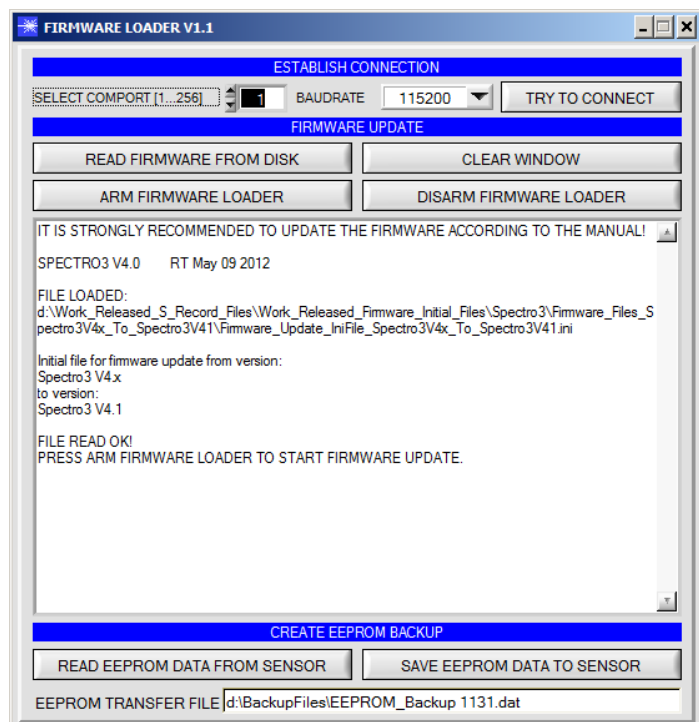 FIRMWARE LOADER V1.1
ESTABLISH CONNECTION
SELECT COMPORT [1...256] 1 BAUDRATE 115200 TRY TO CONNECT
FIRMWARE UPDATE
READ FIRMWARE FROM DISK CLEAR WINDOW
ARM FIRMWARE LOADER DISARM FIRMWARE LOADER
IT IS STRONGLY RECOMMENDED TO UPDATE THE FIRMWARE ACCORDING TO THE MANUAL!
SPECTRO3 V4.0 RT May 09 2012
FILE LOADED:
d:\Work_Released_S_Record_Files\Work_Released_Firmware_Initial_Files\Spectro3\Firmware_Files_S
pectro3V4x_To_Spectro3V41\Firmware_Update_IniFile_Spectro3V4x_To_Spectro3V41.ini
Initial file for firmware update from version:
Spectro3 V4.x
to version:
Spectro3 V4.1
FILE READ OK!
PRESS ARM FIRMWARE LOADER TO START FIRMWARE UPDATE.
CREATE EEPROM BACKUP
READ EEPROM DATA FROM SENSOR SAVE EEPROM DATA TO SENSOR
EEPROM TRANSFER FILE d:\BackupFiles\EEPROM_Backup 1131.dat